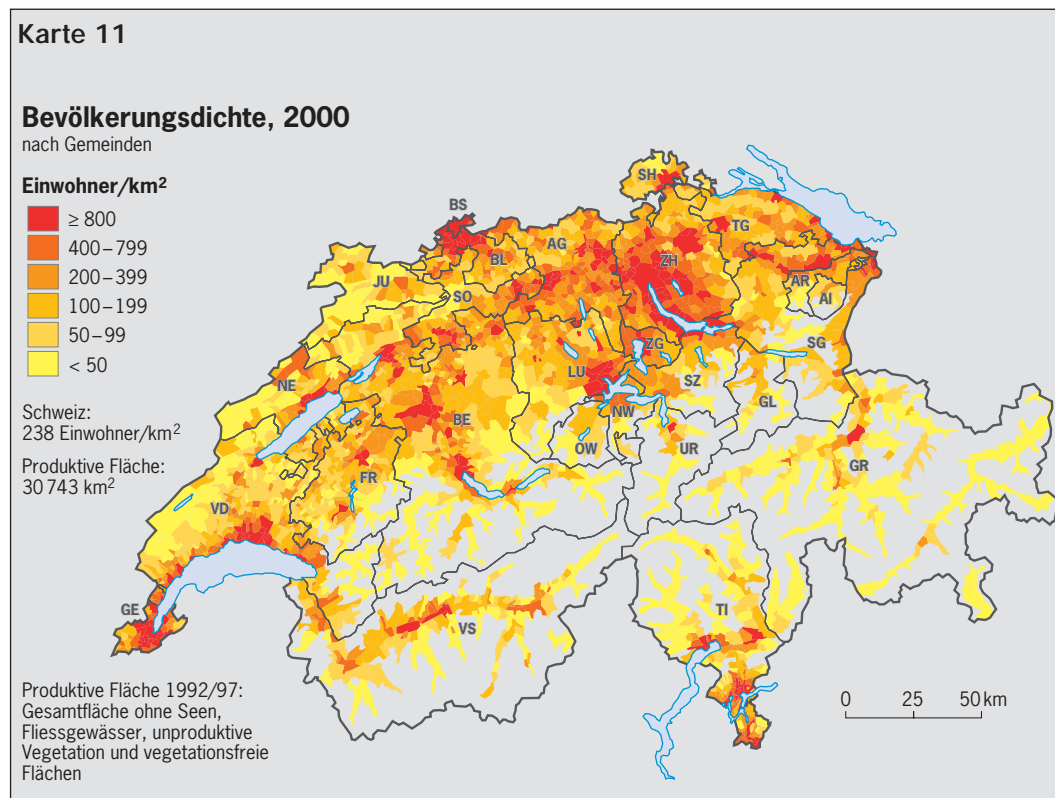 Karte 11
Bevölkerungsdichte, 2000
nach Gemeinden
Einwohner/km²
≥ 800
400–799
200–399
100–199
50–99
< 50
Schweiz:
238 Einwohner/km²
Produktive Fläche:
30 743 km²
Produktive Fläche 1992/97:
Gesamtfläche ohne Seen,
Fliessgewässer, unproduktive
Vegetation und vegetationsfreie
Flächen
SH
BS
TG
BL
AG
ZH
JU
SO
AR
AI
SG
ZG
LU
SZ
NE
GL
BE
NW
OW
UR
GR
FR
VD
GE
TI
VS
0 25 50 km